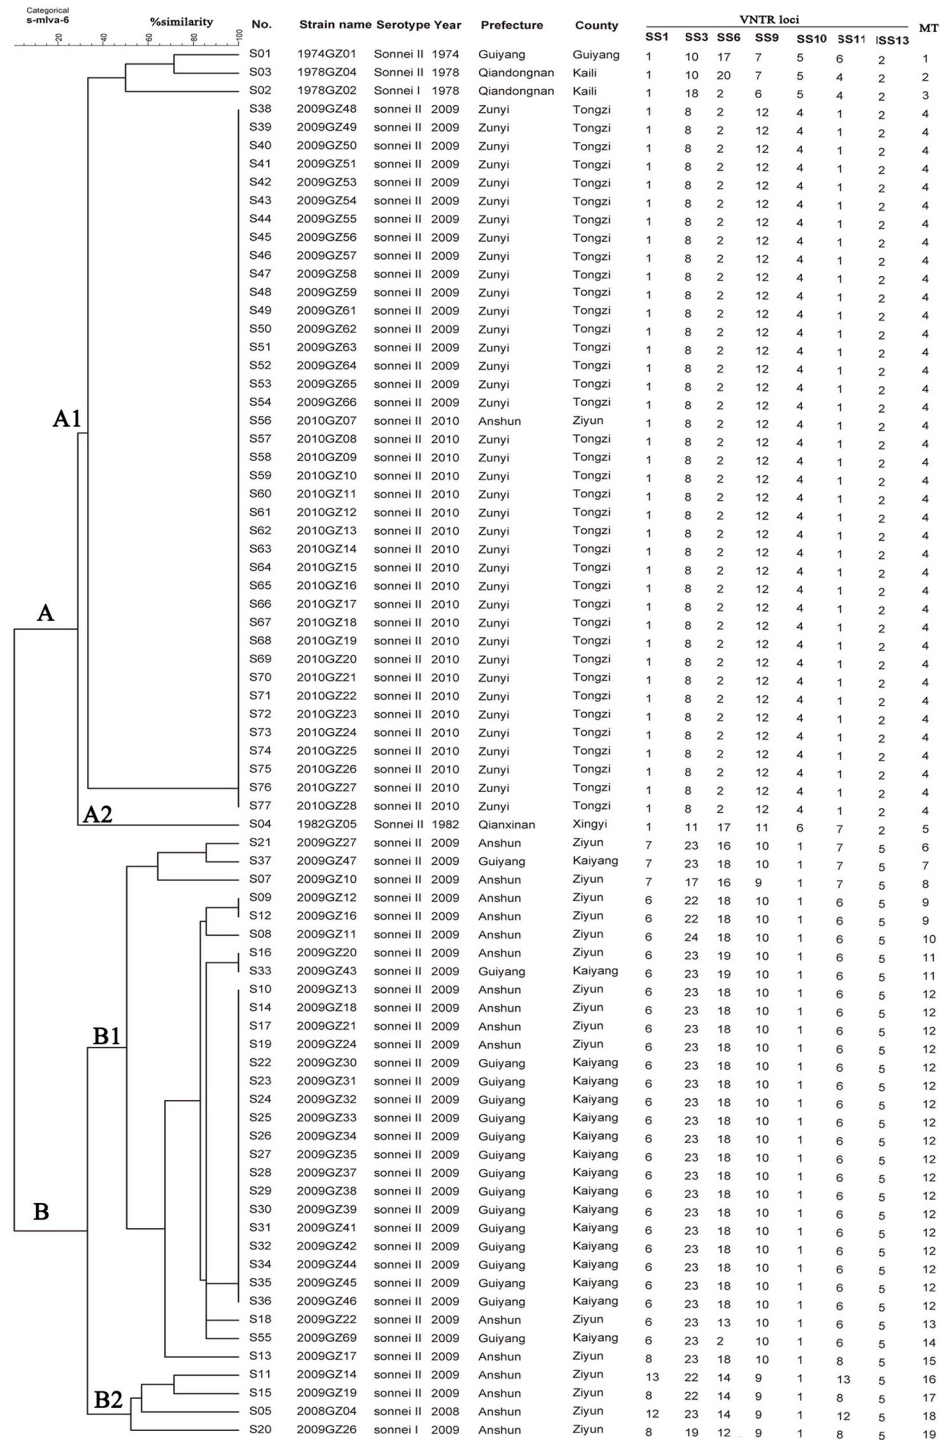 Categorical
s-mlva-6
%similarity
20 40 60 80 100
VNTR loci
No. Strain name Serotype Year Prefecture County SS1 SS3 SS6 SS9 SS10 SS11 SS13 MT
S01 1974GZ01 Sonnei II 1974 Guiyang Guiyang 1 10 17 7 5 6 2 1
S03 1978GZ04 Sonnei II 1978 Qiandongnan Kaili 1 10 20 7 5 4 2 2
S02 1978GZ02 Sonnei I 1978 Qiandongnan Kaili 1 18 2 6 5 4 2 3
S38 2009GZ48 sonnei II 2009 Zunyi Tongzi 1 8 2 12 4 1 2 4
S39 2009GZ49 sonnei II 2009 Zunyi Tongzi 1 8 2 12 4 1 2 4
S40 2009GZ50 sonnei II 2009 Zunyi Tongzi 1 8 2 12 4 1 2 4
S41 2009GZ51 sonnei II 2009 Zunyi Tongzi 1 8 2 12 4 1 2 4
S42 2009GZ53 sonnei II 2009 Zunyi Tongzi 1 8 2 12 4 1 2 4
S43 2009GZ54 sonnei II 2009 Zunyi Tongzi 1 8 2 12 4 1 2 4
S44 2009GZ55 sonnei II 2009 Zunyi Tongzi 1 8 2 12 4 1 2 4
S45 2009GZ56 sonnei II 2009 Zunyi Tongzi 1 8 2 12 4 1 2 4
S46 2009GZ57 sonnei II 2009 Zunyi Tongzi 1 8 2 12 4 1 2 4
S47 2009GZ58 sonnei II 2009 Zunyi Tongzi 1 8 2 12 4 1 2 4
S48 2009GZ59 sonnei II 2009 Zunyi Tongzi 1 8 2 12 4 1 2 4
S49 2009GZ61 sonnei II 2009 Zunyi Tongzi 1 8 2 12 4 1 2 4
S50 2009GZ62 sonnei II 2009 Zunyi Tongzi 1 8 2 12 4 1 2 4
S51 2009GZ63 sonnei II 2009 Zunyi Tongzi 1 8 2 12 4 1 2 4
S52 2009GZ64 sonnei II 2009 Zunyi Tongzi 1 8 2 12 4 1 2 4
S53 2009GZ65 sonnei II 2009 Zunyi Tongzi 1 8 2 12 4 1 2 4
S54 2009GZ66 sonnei II 2009 Zunyi Tongzi 1 8 2 12 4 1 2 4
A1
S56 2010GZ07 sonnei II 2010 Anshun Ziyun 1 8 2 12 4 1 2 4
S57 2010GZ08 sonnei II 2010 Zunyi Tongzi 1 8 2 12 4 1 2 4
S58 2010GZ09 sonnei II 2010 Zunyi Tongzi 1 8 2 12 4 1 2 4
S59 2010GZ10 sonnei II 2010 Zunyi Tongzi 1 8 2 12 4 1 2 4
S60 2010GZ11 sonnei II 2010 Zunyi Tongzi 1 8 2 12 4 1 2 4
S61 2010GZ12 sonnei II 2010 Zunyi Tongzi 1 8 2 12 4 1 2 4
S62 2010GZ13 sonnei II 2010 Zunyi Tongzi 1 8 2 12 4 1 2 4
S63 2010GZ14 sonnei II 2010 Zunyi Tongzi 1 8 2 12 4 1 2 4
S64 2010GZ15 sonnei II 2010 Zunyi Tongzi 1 8 2 12 4 1 2 4
S65 2010GZ16 sonnei II 2010 Zunyi Tongzi 1 8 2 12 4 1 2 4
S66 2010GZ17 sonnei II 2010 Zunyi Tongzi 1 8 2 12 4 1 2 4
A
S67 2010GZ18 sonnei II 2010 Zunyi Tongzi 1 8 2 12 4 1 2 4
S68 2010GZ19 sonnei II 2010 Zunyi Tongzi 1 8 2 12 4 1 2 4
S69 2010GZ20 sonnei II 2010 Zunyi Tongzi 1 8 2 12 4 1 2 4
S70 2010GZ21 sonnei II 2010 Zunyi Tongzi 1 8 2 12 4 1 2 4
S71 2010GZ22 sonnei II 2010 Zunyi Tongzi 1 8 2 12 4 1 2 4
S72 2010GZ23 sonnei II 2010 Zunyi Tongzi 1 8 2 12 4 1 2 4
S73 2010GZ24 sonnei II 2010 Zunyi Tongzi 1 8 2 12 4 1 2 4
S74 2010GZ25 sonnei II 2010 Zunyi Tongzi 1 8 2 12 4 1 2 4
S75 2010GZ26 sonnei II 2010 Zunyi Tongzi 1 8 2 12 4 1 2 4
S76 2010GZ27 sonnei II 2010 Zunyi Tongzi 1 8 2 12 4 1 2 4
S77 2010GZ28 sonnei II 2010 Zunyi Tongzi 1 8 2 12 4 1 2 4
A2
S04 1982GZ05 Sonnei II 1982 Qianxinan Xingyi 1 11 17 11 6 7 2 5
S21 2009GZ27 sonnei II 2009 Anshun Ziyun 7 23 16 10 1 7 5 6
S37 2009GZ47 sonnei II 2009 Guiyang Kaiyang 7 23 18 10 1 7 5 7
S07 2009GZ10 sonnei II 2009 Anshun Ziyun 7 17 16 9 1 7 5 8
S09 2009GZ12 sonnei II 2009 Anshun Ziyun 6 22 18 10 1 6 5 9
S12 2009GZ16 sonnei II 2009 Anshun Ziyun 6 22 18 10 1 6 5 9
S08 2009GZ11 sonnei II 2009 Anshun Ziyun 6 24 18 10 1 6 5 10
S16 2009GZ20 sonnei II 2009 Anshun Ziyun 6 23 19 10 1 6 5 11
S33 2009GZ43 sonnei II 2009 Guiyang Kaiyang 6 23 19 10 1 6 5 11
S10 2009GZ13 sonnei II 2009 Anshun Ziyun 6 23 18 10 1 6 5 12
S14 2009GZ18 sonnei II 2009 Anshun Ziyun 6 23 18 10 1 6 5 12
S17 2009GZ21 sonnei II 2009 Anshun Ziyun 6 23 18 10 1 6 5 12
B1
S19 2009GZ24 sonnei II 2009 Anshun Ziyun 6 23 18 10 1 6 5 12
S22 2009GZ30 sonnei II 2009 Guiyang Kaiyang 6 23 18 10 1 6 5 12
S23 2009GZ31 sonnei II 2009 Guiyang Kaiyang 6 23 18 10 1 6 5 12
S24 2009GZ32 sonnei II 2009 Guiyang Kaiyang 6 23 18 10 1 6 5 12
S25 2009GZ33 sonnei II 2009 Guiyang Kaiyang 6 23 18 10 1 6 5 12
S26 2009GZ34 sonnei II 2009 Guiyang Kaiyang 6 23 18 10 1 6 5 12
S27 2009GZ35 sonnei II 2009 Guiyang Kaiyang 6 23 18 10 1 6 5 12
S28 2009GZ37 sonnei II 2009 Guiyang Kaiyang 6 23 18 10 1 6 5 12
S29 2009GZ38 sonnei II 2009 Guiyang Kaiyang 6 23 18 10 1 6 5 12
S30 2009GZ39 sonnei II 2009 Guiyang Kaiyang 6 23 18 10 1 6 5 12
B
S31 2009GZ41 sonnei II 2009 Guiyang Kaiyang 6 23 18 10 1 6 5 12
S32 2009GZ42 sonnei II 2009 Guiyang Kaiyang 6 23 18 10 1 6 5 12
S34 2009GZ44 sonnei II 2009 Guiyang Kaiyang 6 23 18 10 1 6 5 12
S35 2009GZ45 sonnei II 2009 Guiyang Kaiyang 6 23 18 10 1 6 5 12
S36 2009GZ46 sonnei II 2009 Guiyang Kaiyang 6 23 18 10 1 6 5 12
S18 2009GZ22 sonnei II 2009 Anshun Ziyun 6 23 13 10 1 6 5 13
S55 2009GZ69 sonnei II 2009 Guiyang Kaiyang 6 23 2 10 1 6 5 14
S13 2009GZ17 sonnei II 2009 Anshun Ziyun 8 23 18 10 1 8 5 15
S11 2009GZ14 sonnei II 2009 Anshun Ziyun 13 22 14 9 1 13 5 16
B2
S15 2009GZ19 sonnei II 2009 Anshun Ziyun 8 22 14 9 1 8 5 17
S05 2008GZ04 sonnei II 2008 Anshun Ziyun 12 23 14 9 1 12 5 18
S20 2009GZ26 sonnei I 2009 Anshun Ziyun 8 19 12 9 1 8 5 19